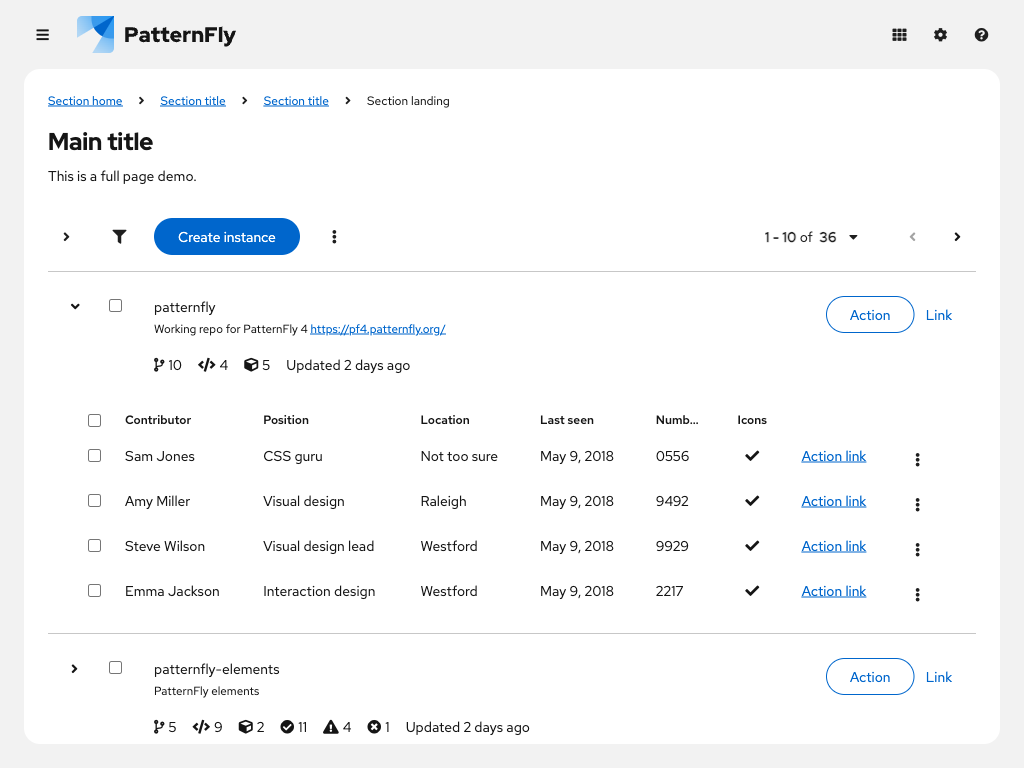 PatternFly
Section home Section title Section title Section landing
Main title
This is a full page demo.
Create instance 1 - 10 of 36
patternfly
Working repo for PatternFly 4 https://pf4.patternfly.org/
Action Link
10 4 5 Updated 2 days ago
Contributor Position Location Last seen Numb... Icons
Sam Jones CSS guru Not too sure May 9, 2018 0556 Action link
Amy Miller Visual design Raleigh May 9, 2018 9492 Action link
Steve Wilson Visual design lead Westford May 9, 2018 9929 Action link
Emma Jackson Interaction design Westford May 9, 2018 2217 Action link
patternfly-elements
PatternFly elements
Action Link
5 9 2 11 4 1 Updated 2 days ago